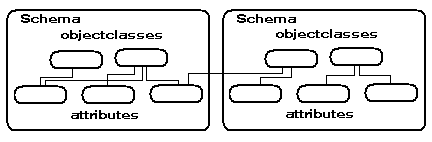 Schema
objectclasses
attributes
Schema
objectclasses
attributes